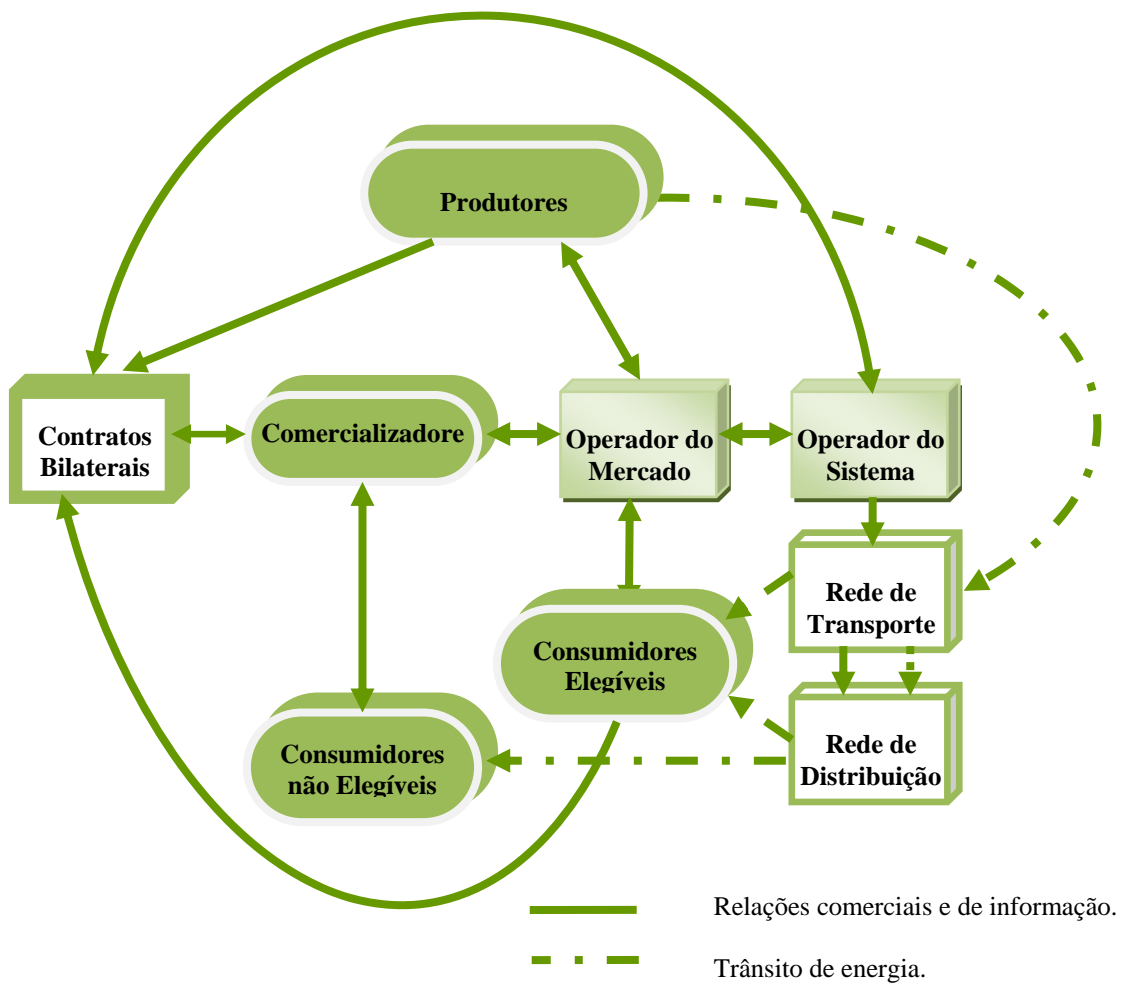 Produtores
Contratos
Bilaterais
Comercializadore
Operador do
Mercado
Operador do
Sistema
Rede de
Transporte
Consumidores
Elegíveis
Consumidores
não Elegíveis
Rede de
Distribuição
Relações comerciais e de informação.
Trânsito de energia.